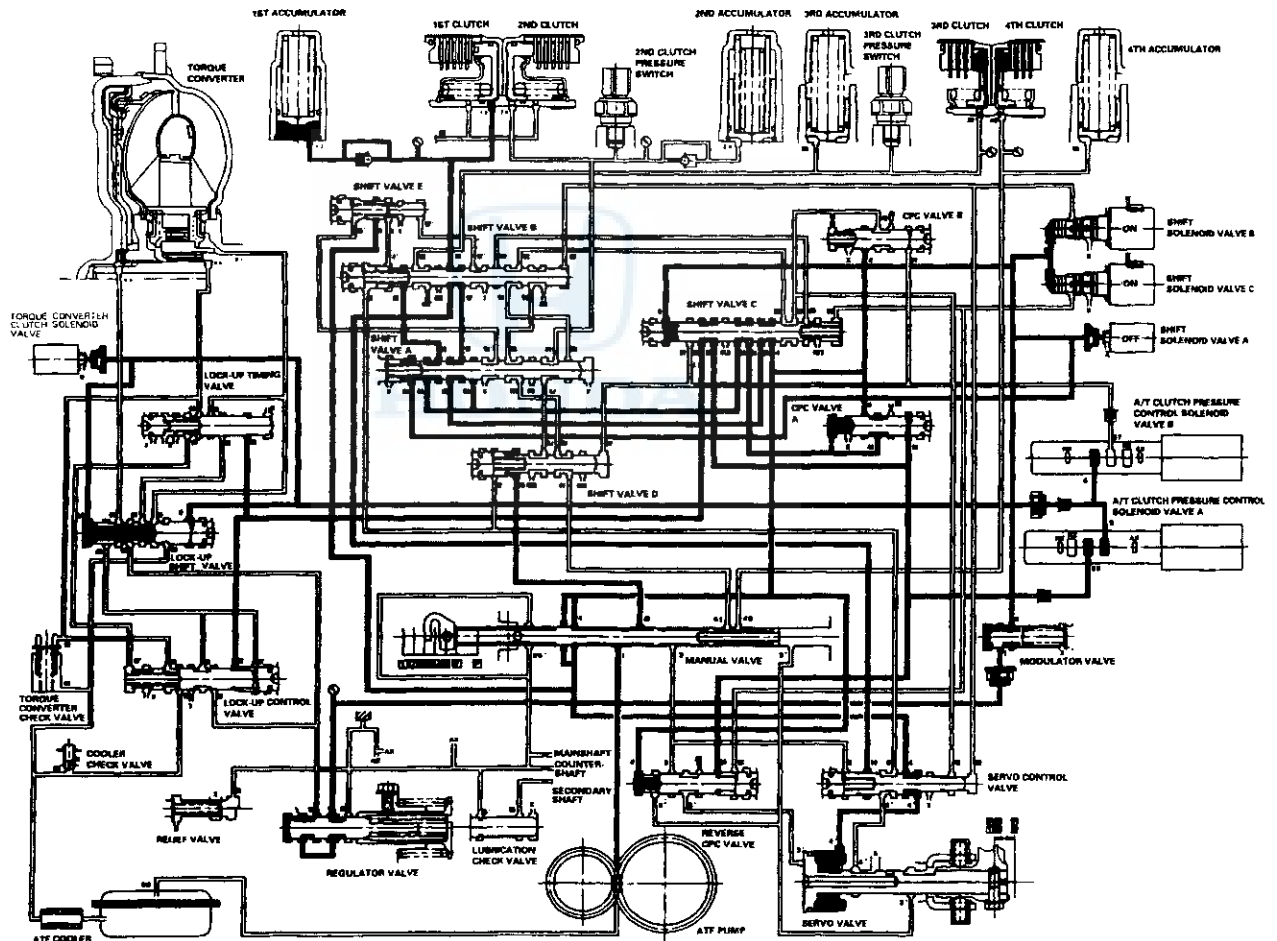 1ST ACCUMULATOR
1ST CLUTCH
2ND CLUTCH
2ND CLUTCH
PRESSURE
SWITCH
2ND ACCUMULATOR
3RD ACCUMULATOR
3RD CLUTCH
PRESSURE
SWITCH
3RD CLUTCH
4TH CLUTCH
4TH ACCUMULATOR
TORQUE
CONVERTER
SHIFT VALVE E
SHIFT VALVE B
CPC VALVE B
ON
SHIFT
SOLENOID VALVE B
ON
SHIFT
SOLENOID VALVE C
SHIFT VALVE C
OFF
SHIFT
SOLENOID VALVE A
TORQUE CONVERTER
CLUTCH SOLENOID
VALVE
SHIFT
VALVE A
LOCK-UP TIMING
VALVE
CPC VALVE
A
A/T CLUTCH PRESSURE
CONTROL SOLENOID
VALVE B
SHIFT VALVE D
A/T CLUTCH PRESSURE CONTROL
SOLENOID VALVE A
LOCK-UP
SHIFT VALVE
MANUAL VALVE
MODULATOR VALVE
TORQUE
CONVERTER
CHECK VALVE
LOCK-UP CONTROL
VALVE
COOLER
CHECK VALVE
MAINSHAFT
COUNTER-
SHAFT
SECONDARY
SHAFT
SERVO CONTROL
VALVE
RELIEF VALVE
REGULATOR VALVE
LUBRICATION
CHECK VALVE
REVERSE
CPC VALVE
SERVO VALVE
ATF PUMP
ATF COOLER